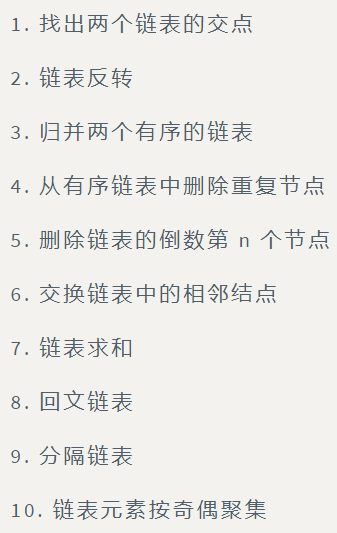 1. 找出两个链表的交点
2. 链表反转
3. 归并两个有序的链表
4. 从有序链表中删除重复节点
5. 删除链表的倒数第 n 个节点
6. 交换链表中的相邻结点
7. 链表求和
8. 回文链表
9. 分隔链表
10. 链表元素按奇偶聚集